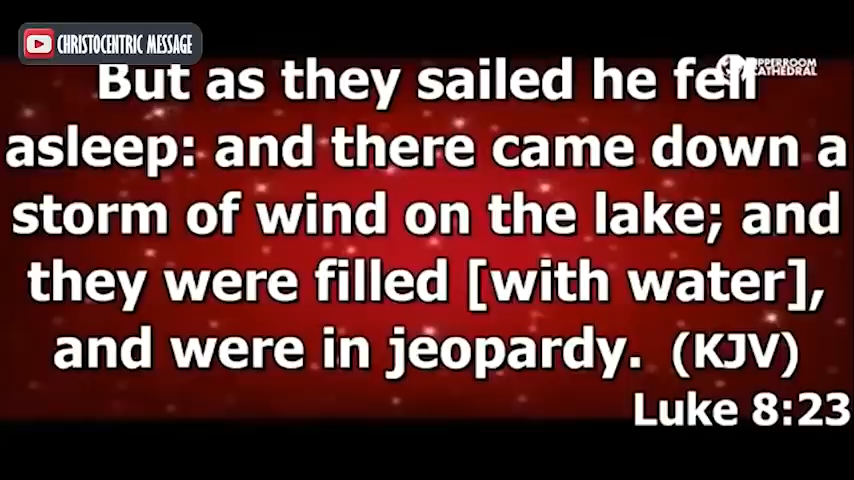 CHRISTOCENTRIC MESSAGE
UPPERROOM
CATHEDRAL
But as they sailed he fell
asleep: and there came down a
storm of wind on the lake; and
they were filled [with water],
and were in jeopardy. (KJV)
Luke 8:23